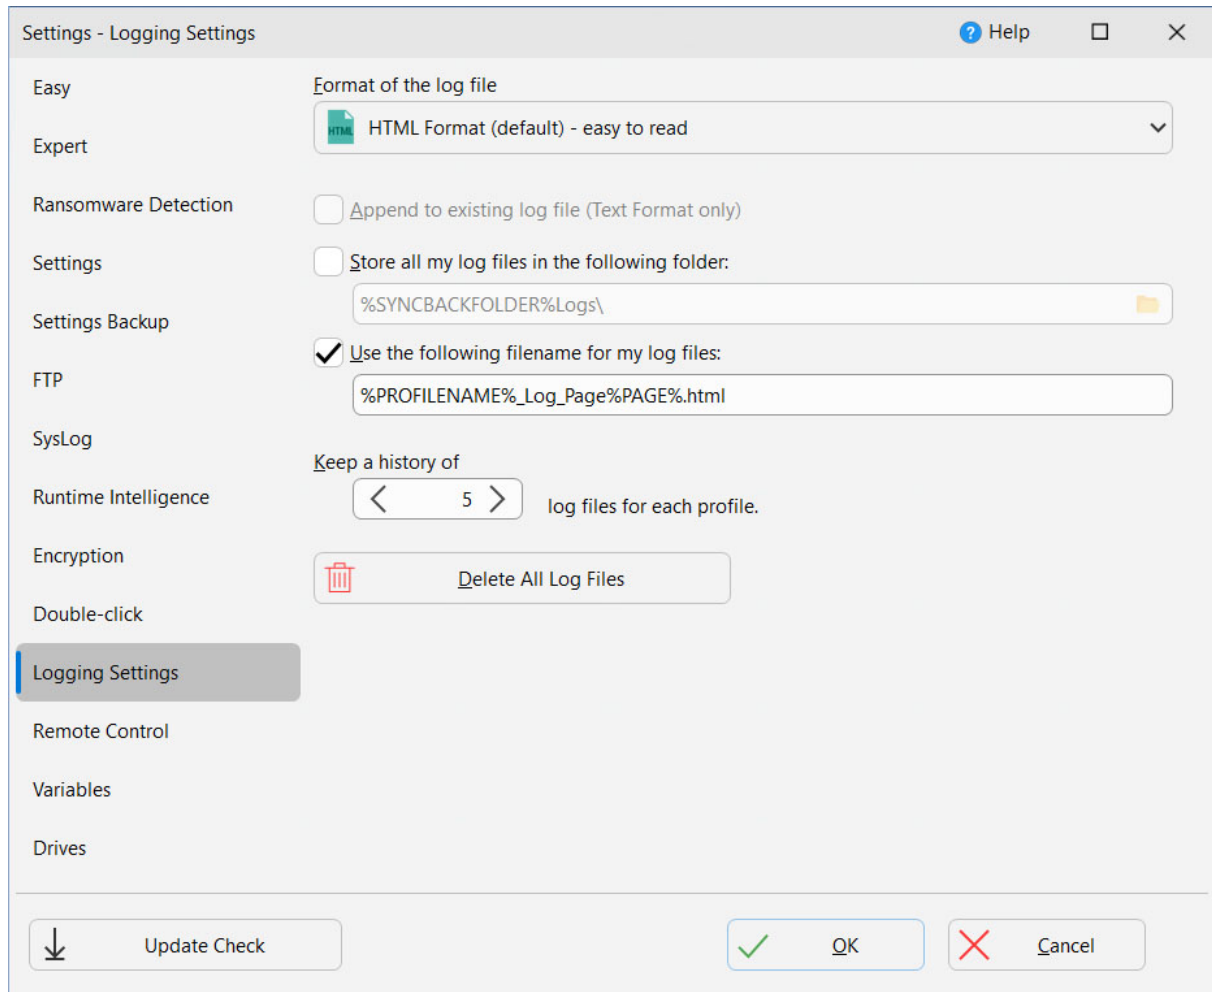 Settings - Logging Settings
? Help
Easy
Expert
Ransomware Detection
Settings
Settings Backup
FTP
SysLog
Runtime Intelligence
Encryption
Double-click
Logging Settings
Remote Control
Variables
Drives
Format of the log file
HTML HTML Format (default) - easy to read
Append to existing log file (Text Format only)
Store all my log files in the following folder:
%SYNCBACKFOLDER%Logs\
Use the following filename for my log files:
%PROFILENAME%_Log_Page%PAGE%.html
Keep a history of
5 log files for each profile.
Delete All Log Files
Update Check
OK
Cancel